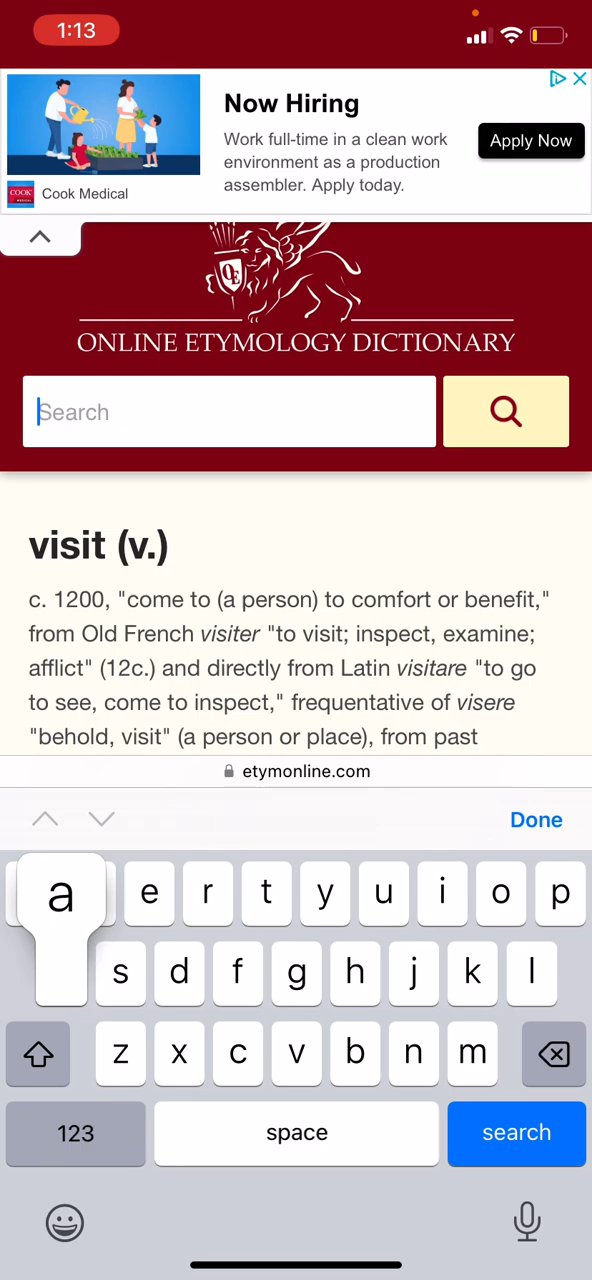 1:13
Now Hiring
Work full-time in a clean work
environment as a production
assembler. Apply today.
Apply Now
COOK
MEDICAL
Cook Medical
OE
ONLINE ETYMOLOGY DICTIONARY
Search
visit (v.)
c. 1200, "come to (a person) to comfort or benefit,"
from Old French visiter "to visit; inspect, examine;
afflict" (12c.) and directly from Latin visitare "to go
to see, come to inspect," frequentative of visere
"behold, visit" (a person or place), from past
etymonline.com
Done
a e r t y u i o p
s d f g h j k l
z x c v b n m
123 space search